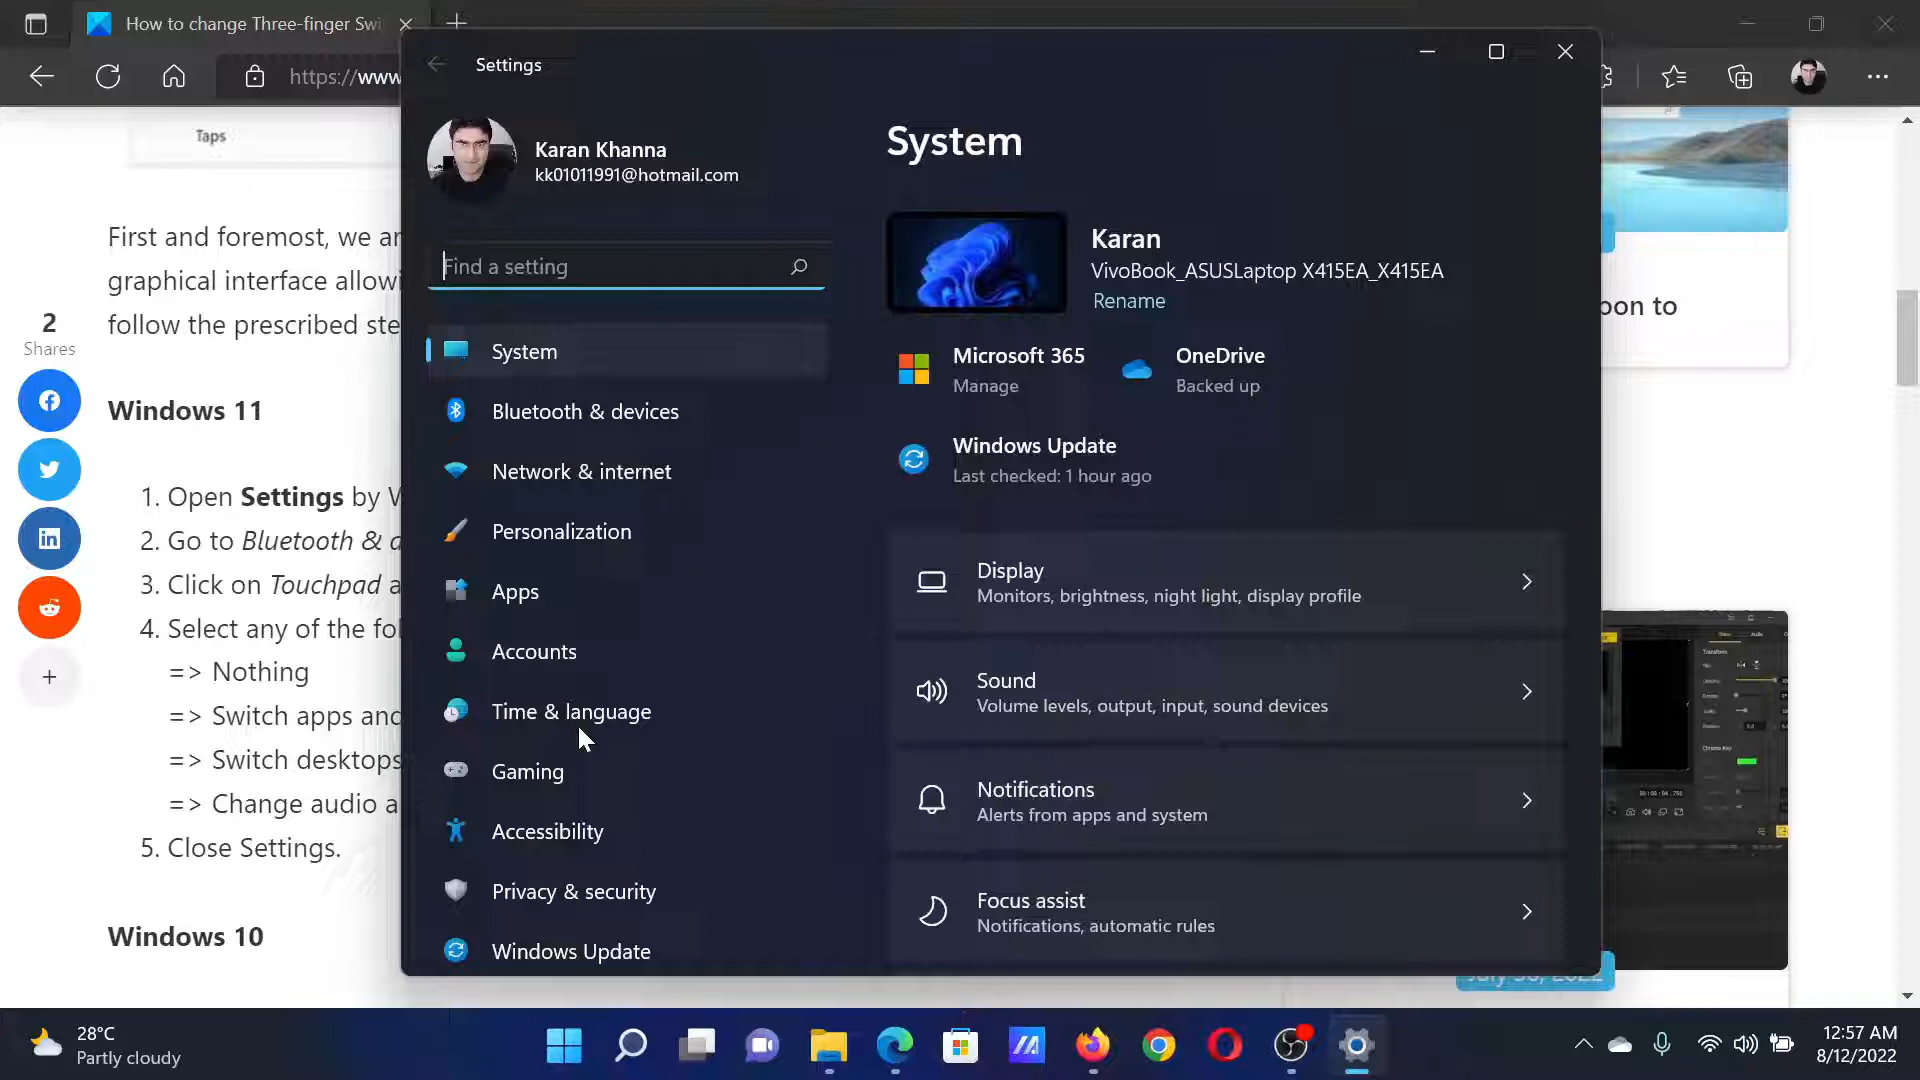 How to change Three-finger Swi
https://www
Settings
Taps
Karan Khanna
kk01011991@hotmail.com
System
Karan
VivoBook_ASUSLaptop X415EA_X415EA
Rename
First and foremost, we ar
graphical interface allowi
follow the prescribed ste
Find a setting
2
Shares
oon to
System
Microsoft 365
Manage
OneDrive
Backed up
Bluetooth & devices
Windows 11
Windows Update
Last checked: 1 hour ago
Network & internet
1. Open Settings by W
2. Go to Bluetooth & d
3. Click on Touchpad a
4. Select any of the fol
=> Nothing
=> Switch apps and
=> Switch desktops
=> Change audio a
5. Close Settings.
Windows 10
Personalization
Apps
Accounts
Time & language
Gaming
Accessibility
Privacy & security
Windows Update
Display
Monitors, brightness, night light, display profile
Sound
Volume levels, output, input, sound devices
Notifications
Alerts from apps and system
Focus assist
Notifications, automatic rules
July 30, 2022
28°C
Partly cloudy
12:57 AM
8/12/2022